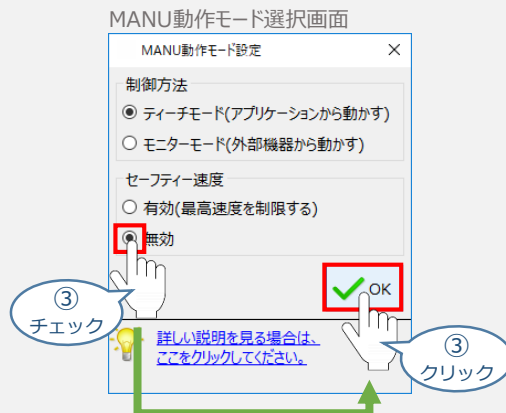 MANU動作モード選択画面
MANU動作モード設定
制御方法
ティーチモード(アプリケーションから動かす)
モニターモード(外部機器から動かす)
セーフティー速度
有効(最高速度を制限する)
無効
OK
③
チェック
詳しい説明を見る場合は、
ここをクリックしてください。
③
クリック